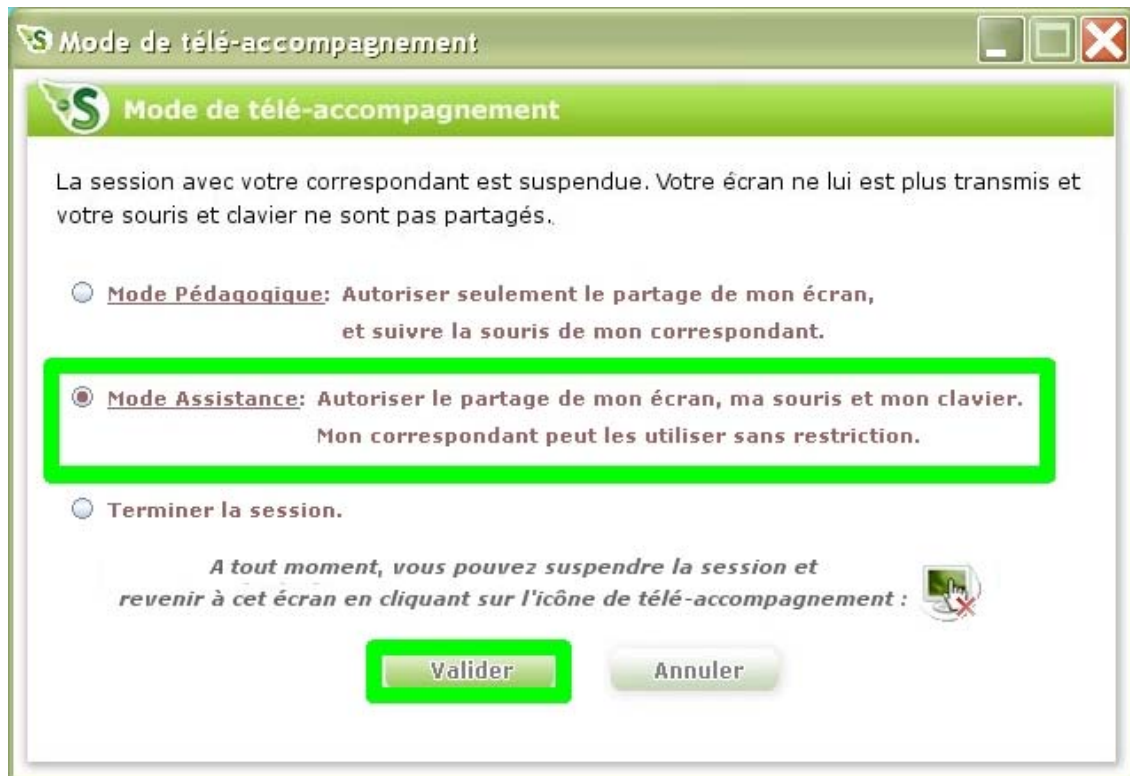 Mode de télé-accompagnement
Mode de télé-accompagnement
La session avec votre correspondant est suspendue. Votre écran ne lui est plus transmis et
votre souris et clavier ne sont pas partagés.
Mode Pédagogique: Autoriser seulement le partage de mon écran,
et suivre la souris de mon correspondant.
Mode Assistance: Autoriser le partage de mon écran, ma souris et mon clavier.
Mon correspondant peut les utiliser sans restriction.
Terminer la session.
A tout moment, vous pouvez suspendre la session et
revenir à cet écran en cliquant sur l'icône de télé-accompagnement :
Valider Annuler